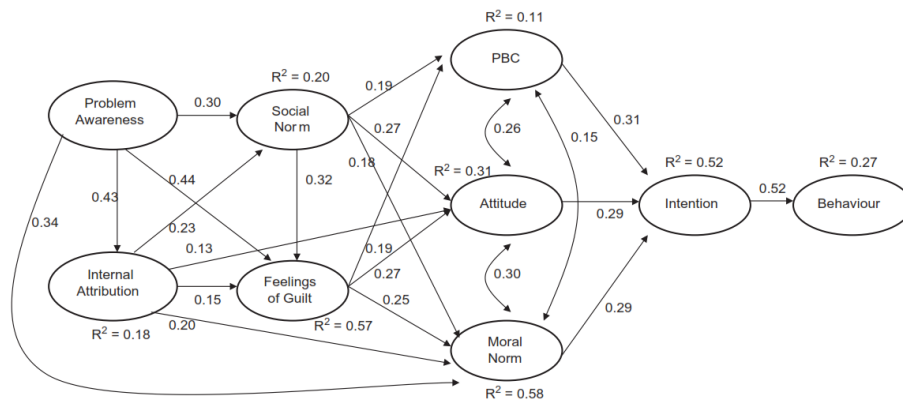 R² = 0.11
PBC
R² = 0.20
0.19
Problem
Awareness
0.30
Social
Norm
0.27
0.26
0.15
0.31
0.18
R² = 0.31
R² = 0.52
R² = 0.27
0.43
0.44
0.32
0.34
0.23
Attitude
0.29
Intention
0.52
Behaviour
0.13
0.19
Internal
Attribution
0.15
Feelings
of Guilt
0.27
0.30
0.25
0.29
R² = 0.18
0.20
R² = 0.57
Moral
Norm
R² = 0.58